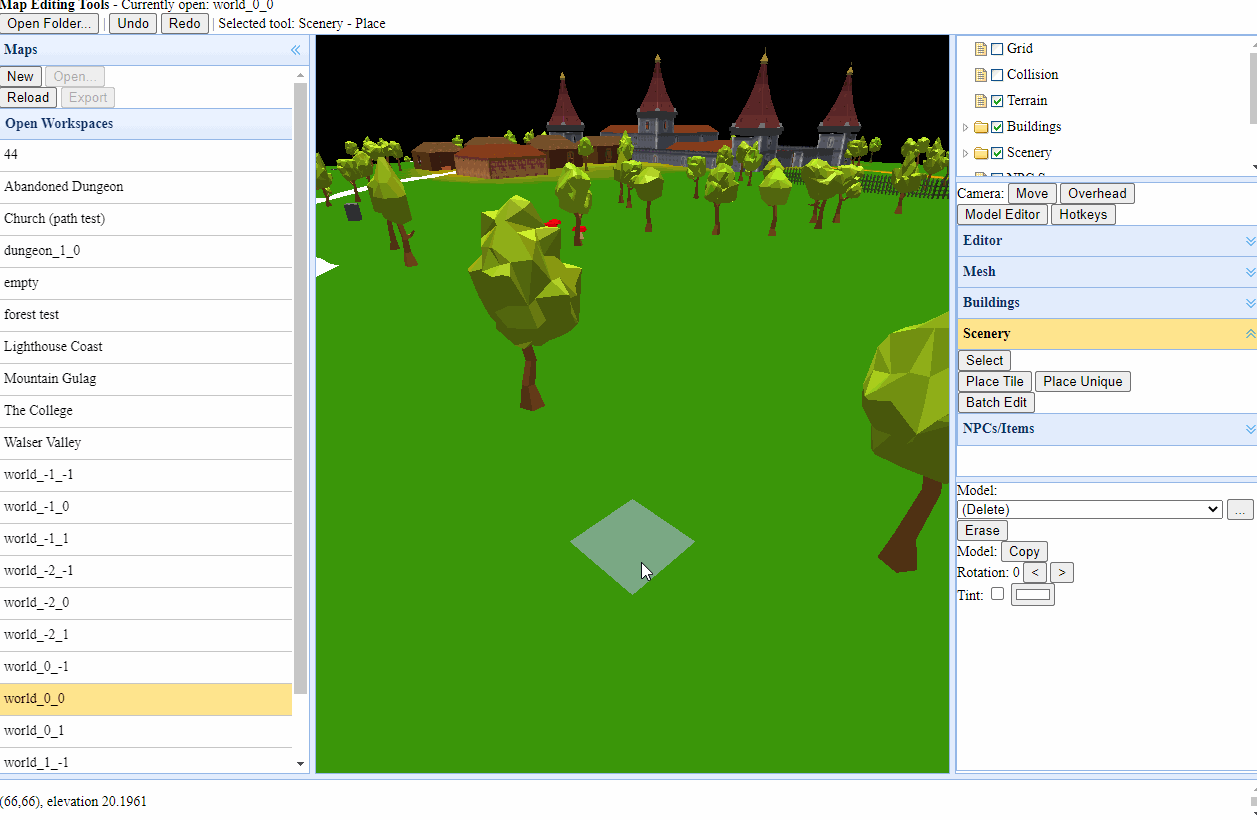 Map Editing Tools - Currently open: world_0_0
Open Folder... | Undo Redo | Selected tool: Scenery - Place
Maps
New Open...
Reload Export
Open Workspaces
44
Abandoned Dungeon
Church (path test)
dungeon_1_0
empty
forest test
Lighthouse Coast
Mountain Gulag
The College
Walser Valley
world_-1_-1
world_-1_0
world_-1_1
world_-2_-1
world_-2_0
world_-2_1
world_0_-1
world_0_0
world_0_1
world_1_-1
Grid
Collision
Terrain
Buildings
Scenery
Camera: Move Overhead
Model Editor Hotkeys
Editor
Mesh
Buildings
Scenery
Select
Place Tile Place Unique
Batch Edit
NPCs/Items
Model:
(Delete) ...
Erase
Model: Copy
Rotation: 0 < >
Tint:
(66,66), elevation 20.1961